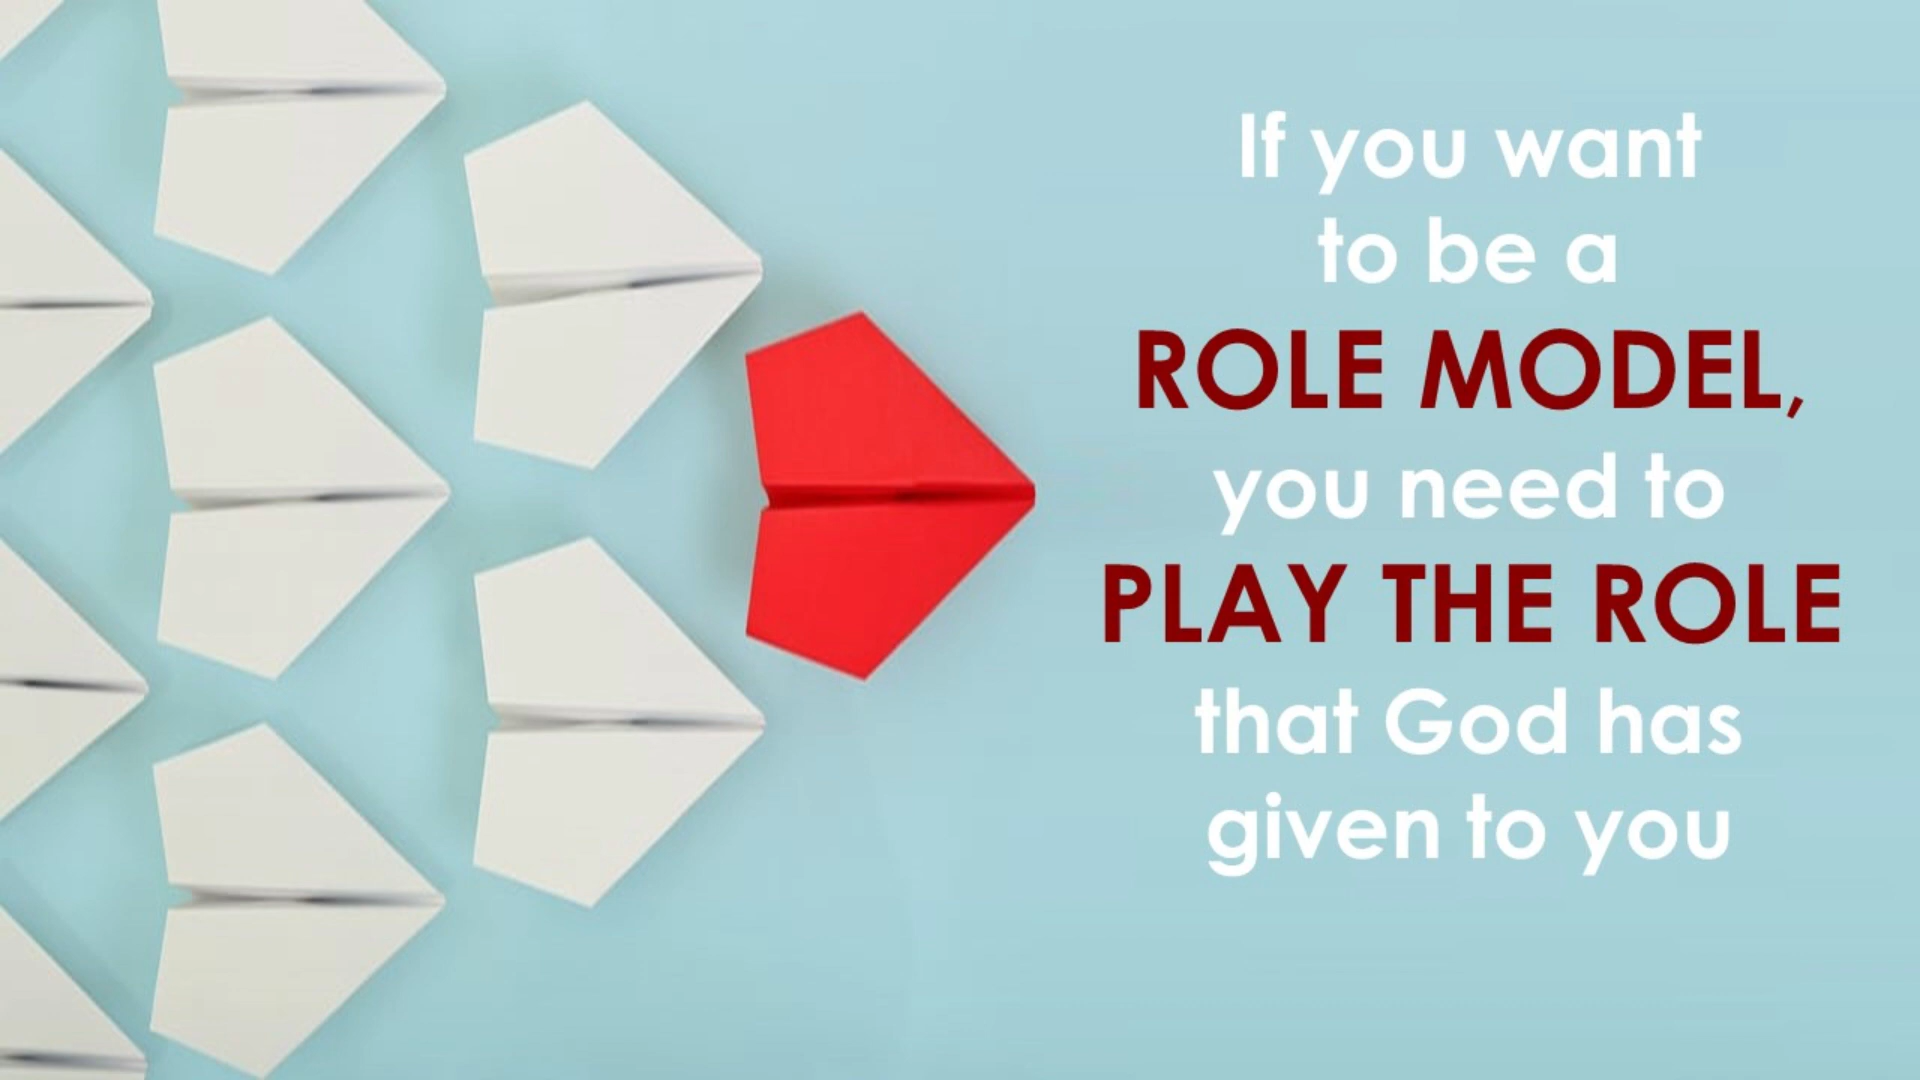 If you want
to be a
ROLE MODEL,
you need to
PLAY THE ROLE
that God has
given to you